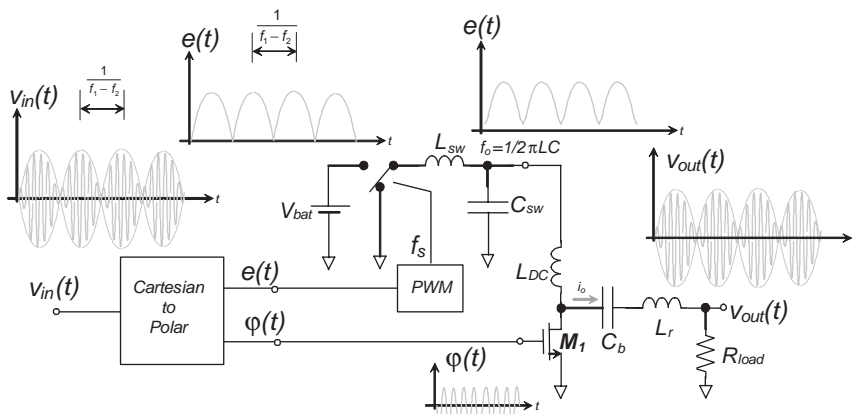 e(t)
1
f1 – f2
vin(t)
1
f1 – f2
t
t
e(t)
t
Lsw
fo=1/2πLC
Vbat
Csw
fs
vout(t)
vin(t)
Cartesian
to
Polar
e(t)
PWM
φ(t)
LDC
io
M1
Cb
Lr
vout(t)
Rload
φ(t)
t